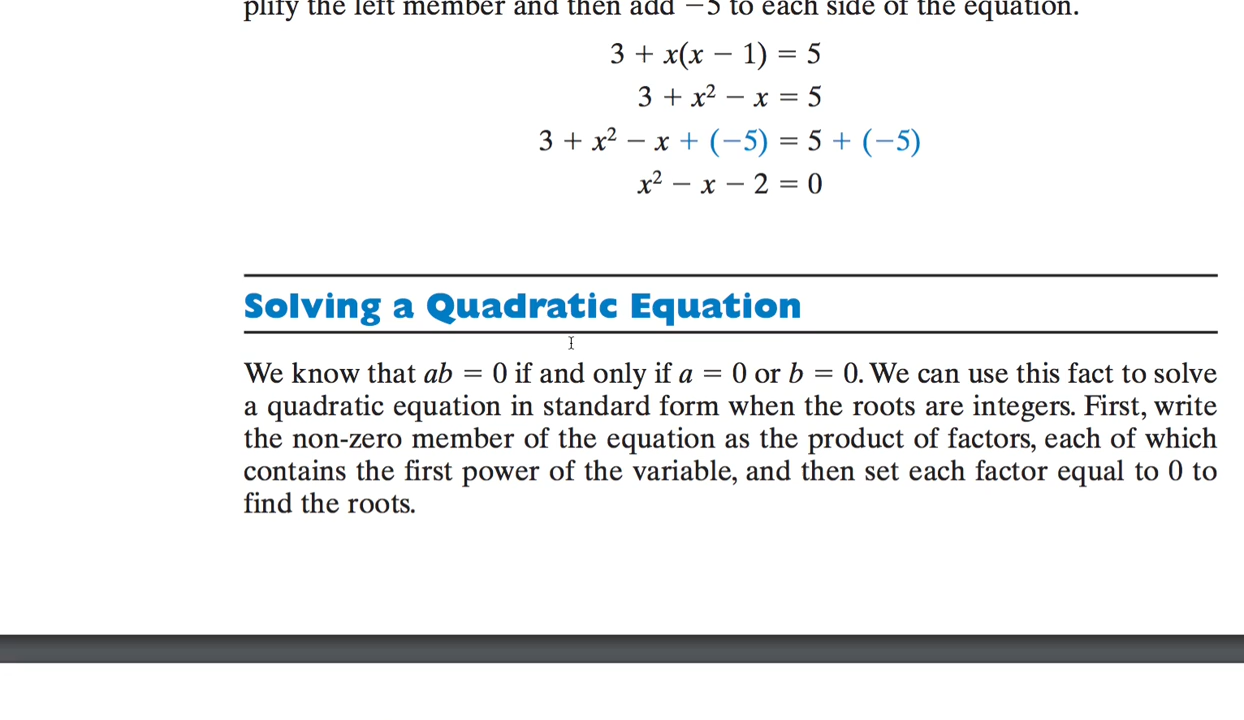 plify the left member and then add −5 to each side of the equation.
3 + x(x − 1) = 5
3 + x² − x = 5
3 + x² − x + (−5) = 5 + (−5)
x² − x − 2 = 0
Solving a Quadratic Equation
We know that ab = 0 if and only if a = 0 or b = 0. We can use this fact to solve
a quadratic equation in standard form when the roots are integers. First, write
the non-zero member of the equation as the product of factors, each of which
contains the first power of the variable, and then set each factor equal to 0 to
find the roots.